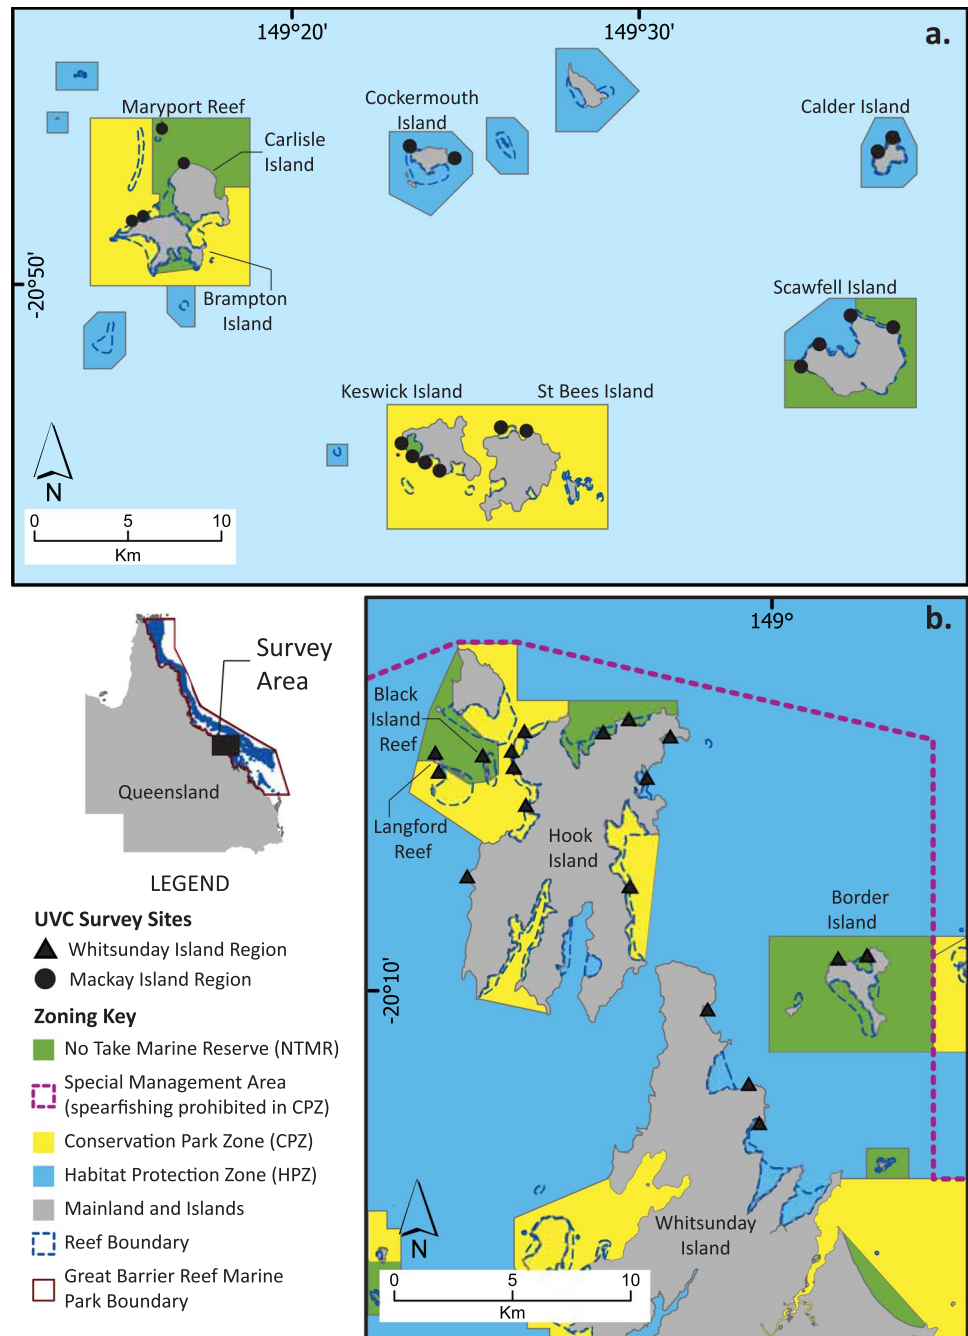 149°20'
149°30'
a.
Maryport Reef
Cockermouth
Island
Calder Island
Carlisle
Island
-20°50'
Brampton
Island
Scawfell Island
Keswick Island
St Bees Island
N
0 5 10
Km
149°
b.
Survey
Area
Queensland
Black
Island
Reef
Langford
Reef
Hook
Island
Border
Island
-20°10'
Whitsunday
Island
N
0 5 10
Km
LEGEND
UVC Survey Sites
Whitsunday Island Region
Mackay Island Region
Zoning Key
No Take Marine Reserve (NTMR)
Special Management Area
(spearfishing prohibited in CPZ)
Conservation Park Zone (CPZ)
Habitat Protection Zone (HPZ)
Mainland and Islands
Reef Boundary
Great Barrier Reef Marine
Park Boundary